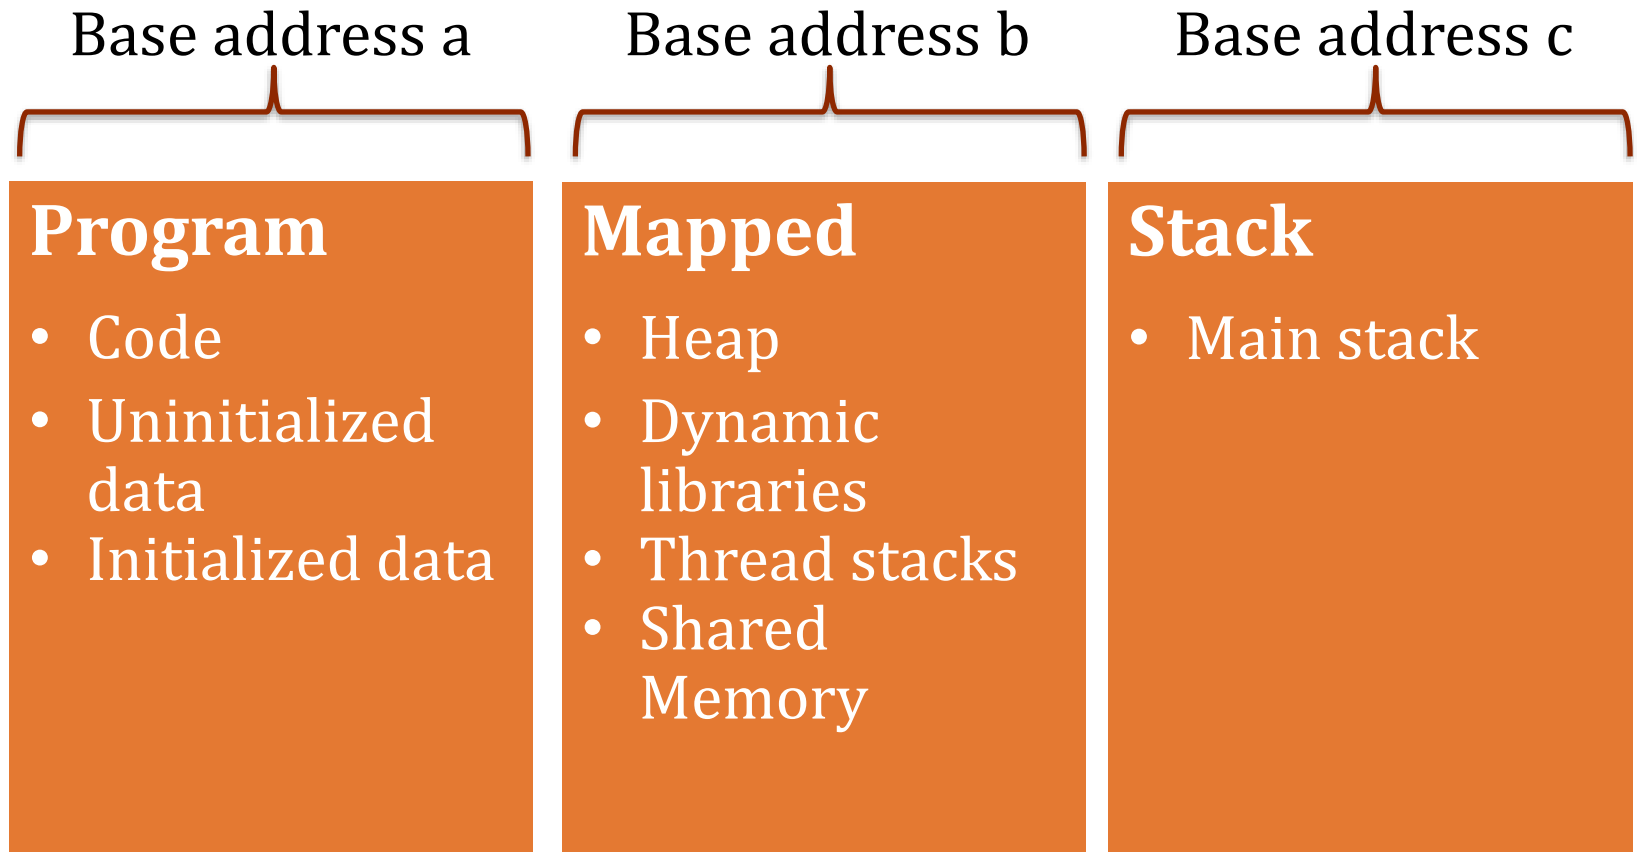 Base address a
Base address b
Base address c
Program
• Code
• Uninitialized
data
• Initialized data
Mapped
• Heap
• Dynamic
libraries
• Thread stacks
• Shared
Memory
Stack
• Main stack